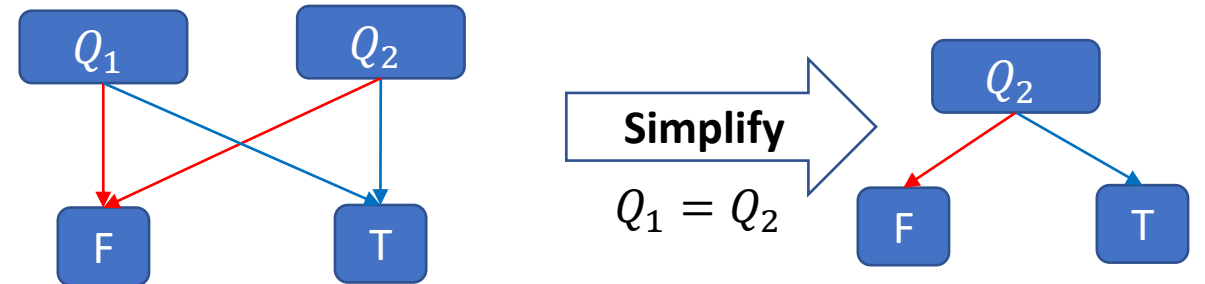 Q₁
Q₂
F
T
Simplify
Q₁ = Q₂
Q₂
F
T